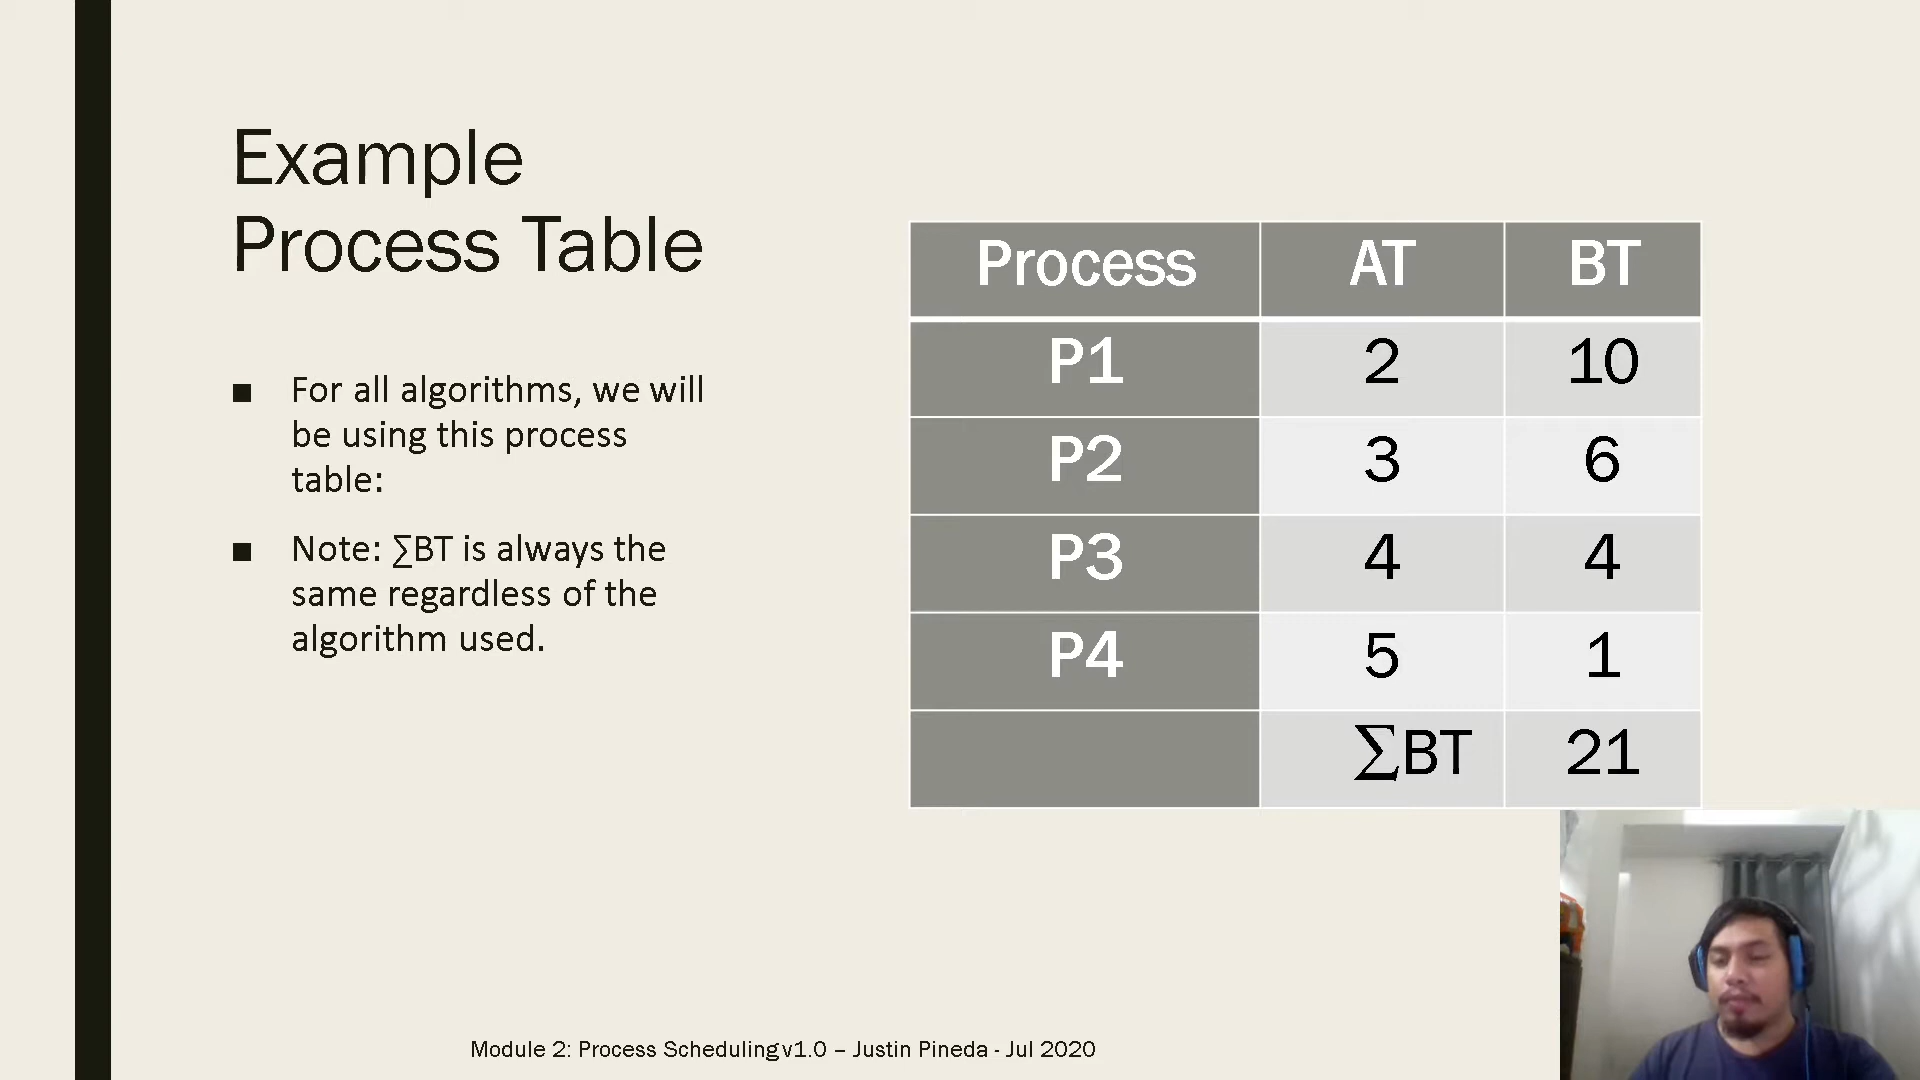 Example
Process Table
■ For all algorithms, we will
be using this process
table:
■ Note: ∑BT is always the
same regardless of the
algorithm used.
Process AT BT
P1 2 10
P2 3 6
P3 4 4
P4 5 1
∑BT 21
Module 2: Process Schedulingv1.0 – Justin Pineda - Jul 2020